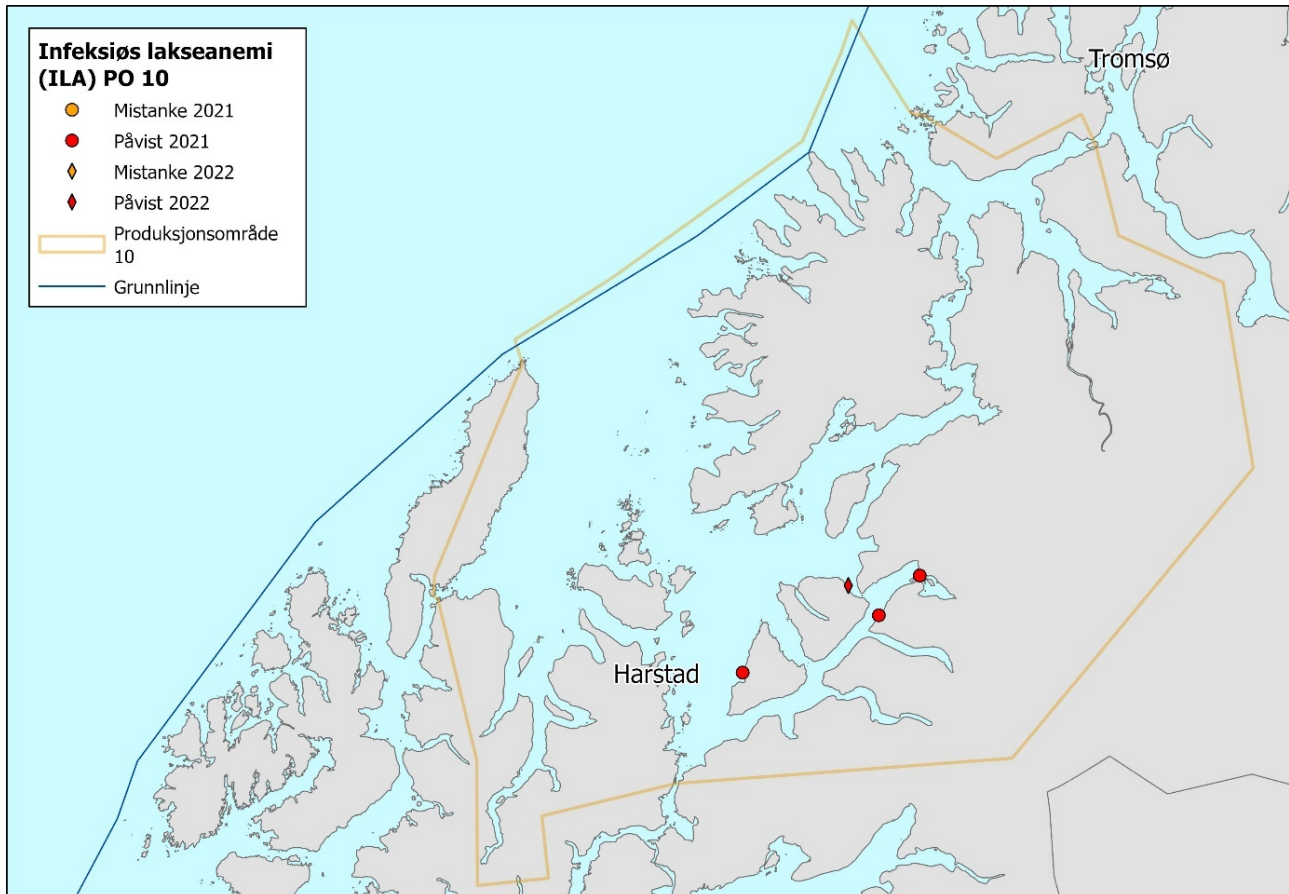 Infeksiøs lakseanemi
(ILA) PO 10
Mistanke 2021
Påvist 2021
Mistanke 2022
Påvist 2022
Produksjonsområde
10
Grunnlinje
Tromsø
Harstad